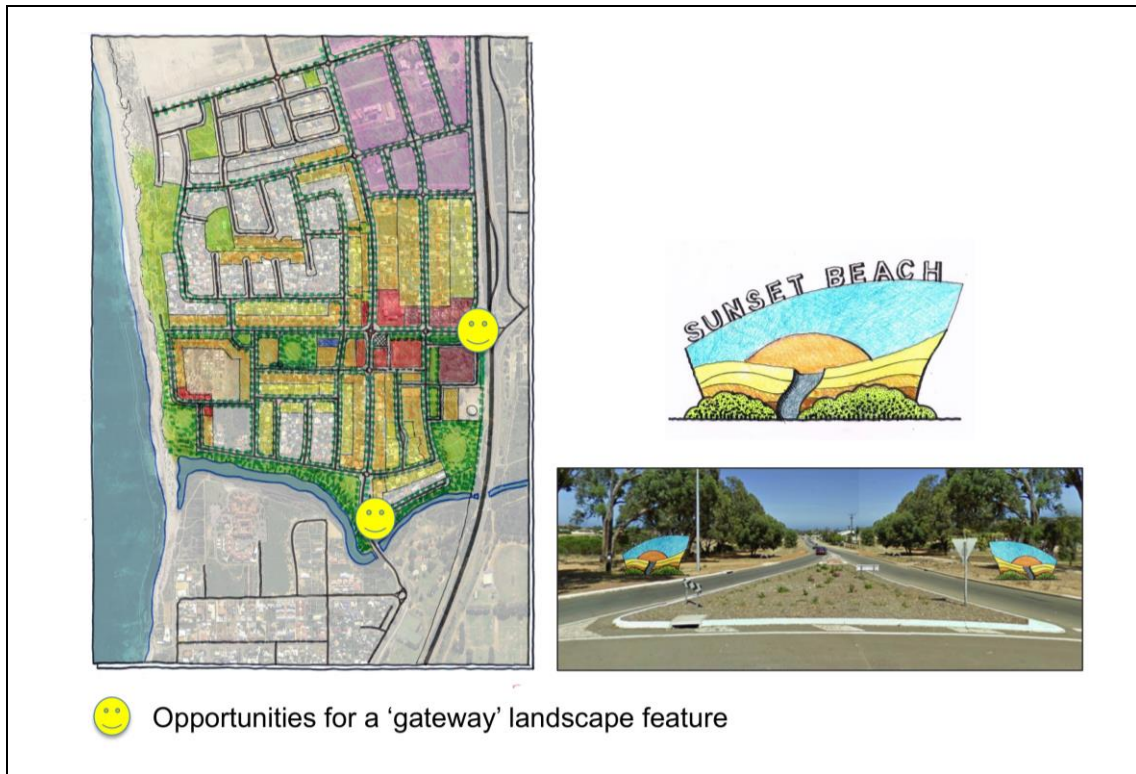 SUNSET BEACH
Opportunities for a ‘gateway’ landscape feature